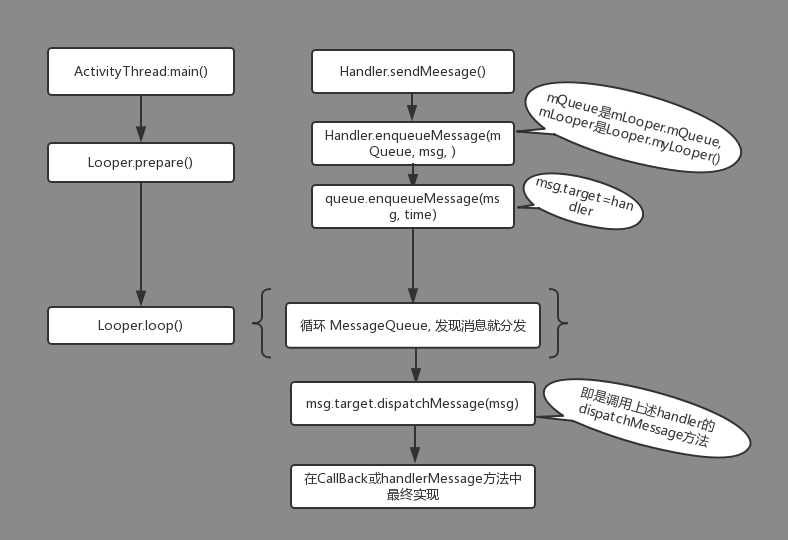 ActivityThread:main()
Looper.prepare()
Looper.loop()
Handler.sendMeesage()
Handler.enqueueMessage(m
Queue, msg, )
mQueue是mLooper.mQueue,
mLooper是Looper.myLooper()
queue.enqueueMessage(ms
g, time)
msg.target=han
dler
循环 MessageQueue, 发现消息就分发
msg.target.dispatchMessage(msg)
即是调用上述handler的
dispatchMessage方法
在CallBack或handlerMessage方法中
最终实现